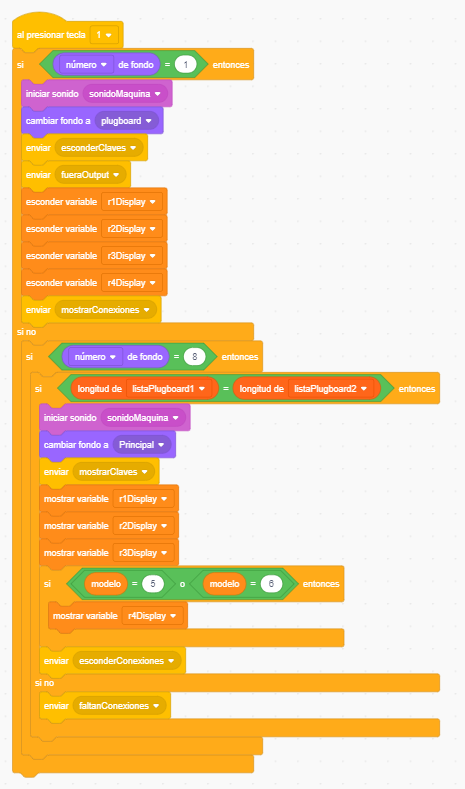 al presionar tecla 1
si número de fondo = 1 entonces
iniciar sonido sonidoMaquina
cambiar fondo a plugboard
enviar esconderClaves
enviar fueraOutput
esconder variable r1Display
esconder variable r2Display
esconder variable r3Display
esconder variable r4Display
enviar mostrarConexiones
si no
si número de fondo = 8 entonces
si longitud de listaPlugboard1 = longitud de listaPlugboard2 entonces
iniciar sonido sonidoMaquina
cambiar fondo a Principal
enviar mostrarClaves
mostrar variable r1Display
mostrar variable r2Display
mostrar variable r3Display
si modelo = 5 o modelo = 6 entonces
mostrar variable r4Display
enviar esconderConexiones
si no
enviar faltanConexiones